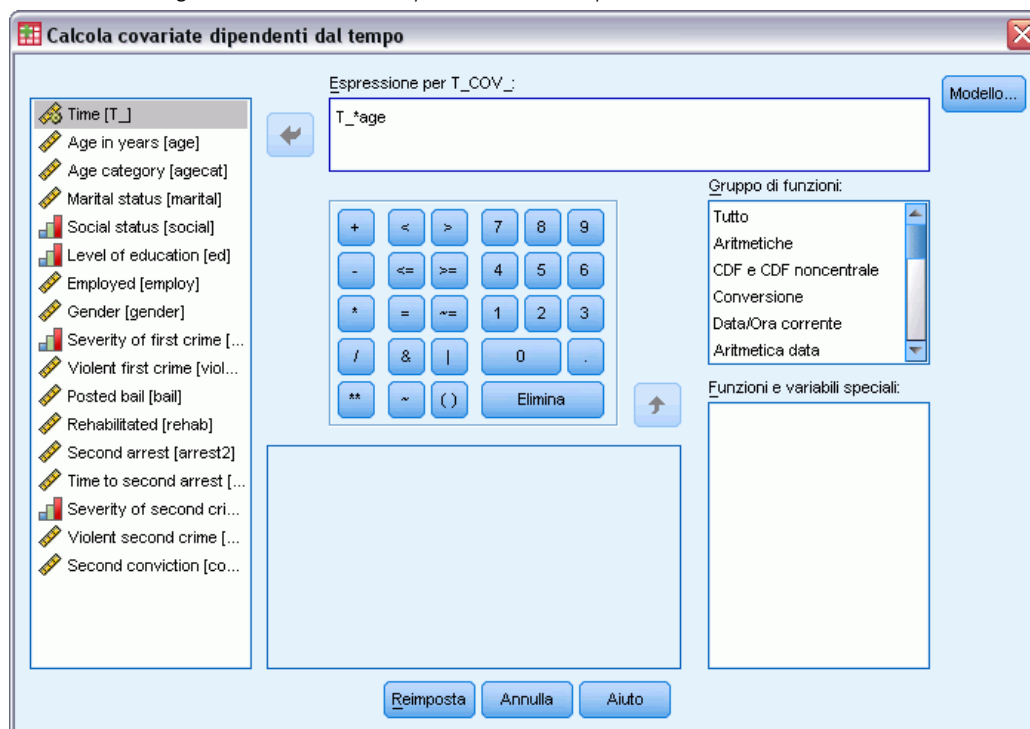 Calcola covariate dipendenti dal tempo
Espressione per T_COV_:
T_*age
Modello...
Time [T_]
Age in years [age]
Age category [agecat]
Marital status [marital]
Social status [social]
Level of education [ed]
Employed [employ]
Gender [gender]
Severity of first crime [...
Violent first crime [viol...
Posted bail [bail]
Rehabilitated [rehab]
Second arrest [arrest2]
Time to second arrest [...
Severity of second cri...
Violent second crime [...
Second conviction [co...
+ < > 7 8 9
- <= >= 4 5 6
* = ~= 1 2 3
/ & | 0 .
** ~ ( ) Elimina
Gruppo di funzioni:
Tutto
Aritmetiche
CDF e CDF noncentrale
Conversione
Data/Ora corrente
Aritmetica data
Funzioni e variabili speciali:
Reimposta Annulla Aiuto